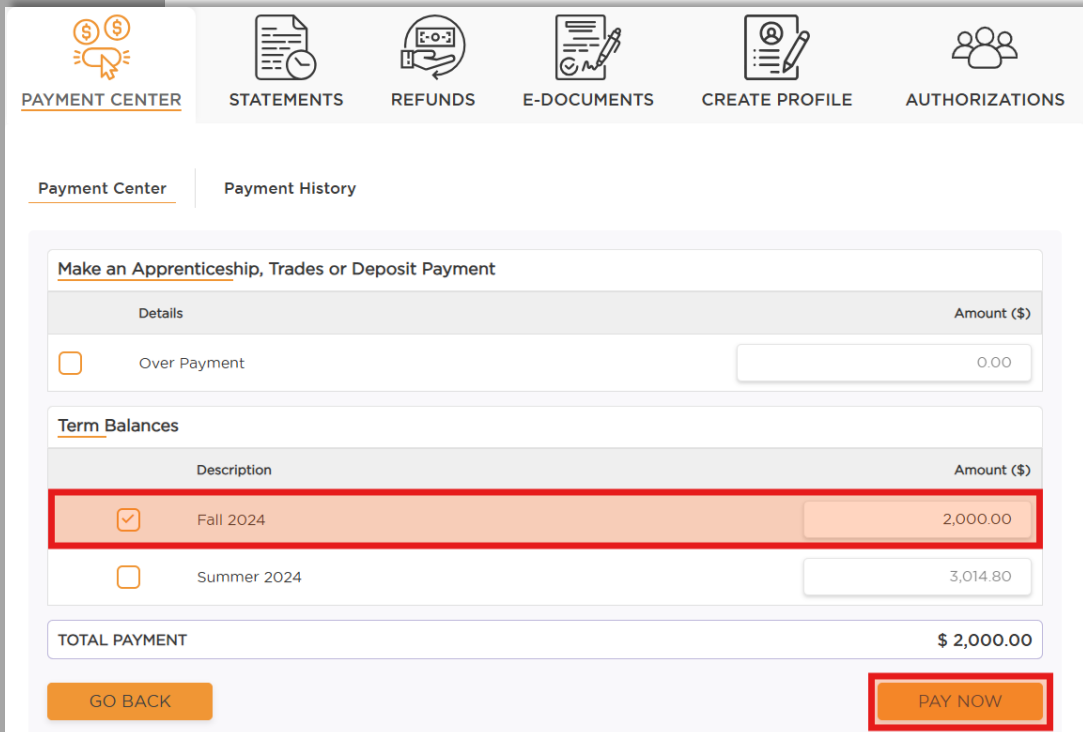 PAYMENT CENTER STATEMENTS REFUNDS E-DOCUMENTS CREATE PROFILE AUTHORIZATIONS
Payment Center Payment History
Make an Apprenticeship, Trades or Deposit Payment
Details Amount ($)
Over Payment 0.00
Term Balances
Description Amount ($)
Fall 2024 2,000.00
Summer 2024 3,014.80
TOTAL PAYMENT $ 2,000.00
GO BACK PAY NOW